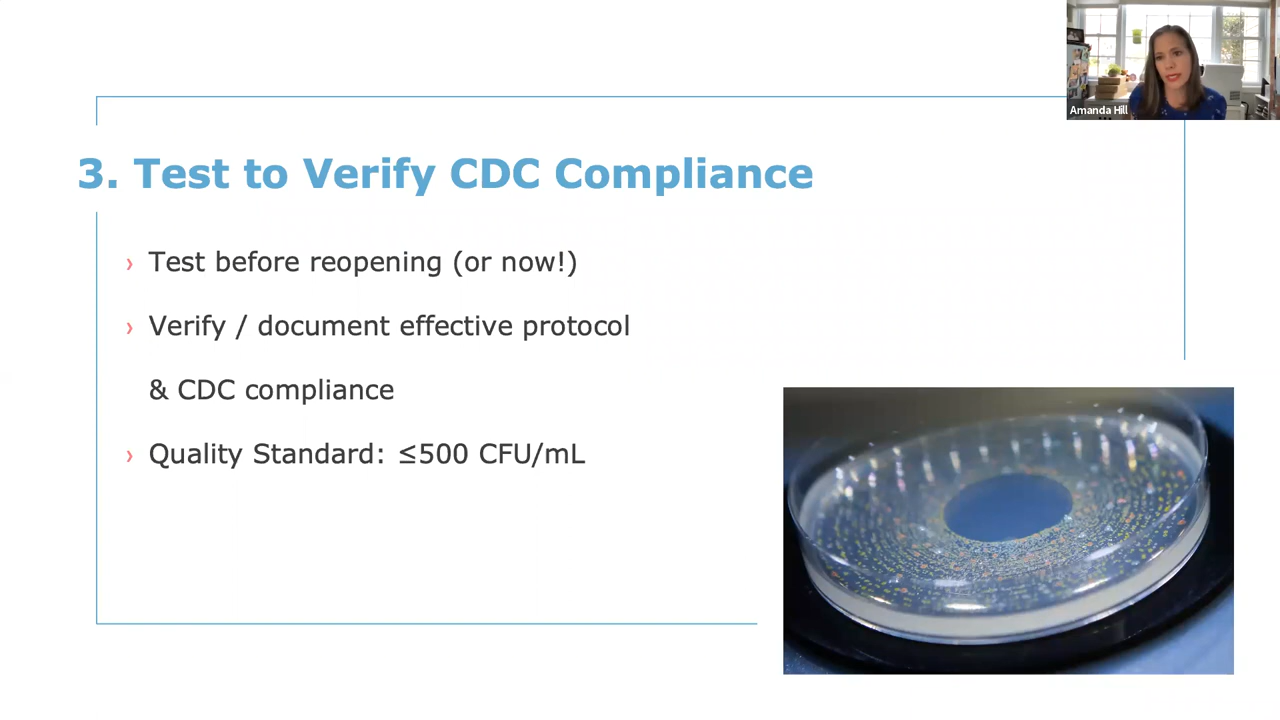 Amanda Hill
3. Test to Verify CDC Compliance
› Test before reopening (or now!)
› Verify / document effective protocol
& CDC compliance
› Quality Standard: ≤500 CFU/mL